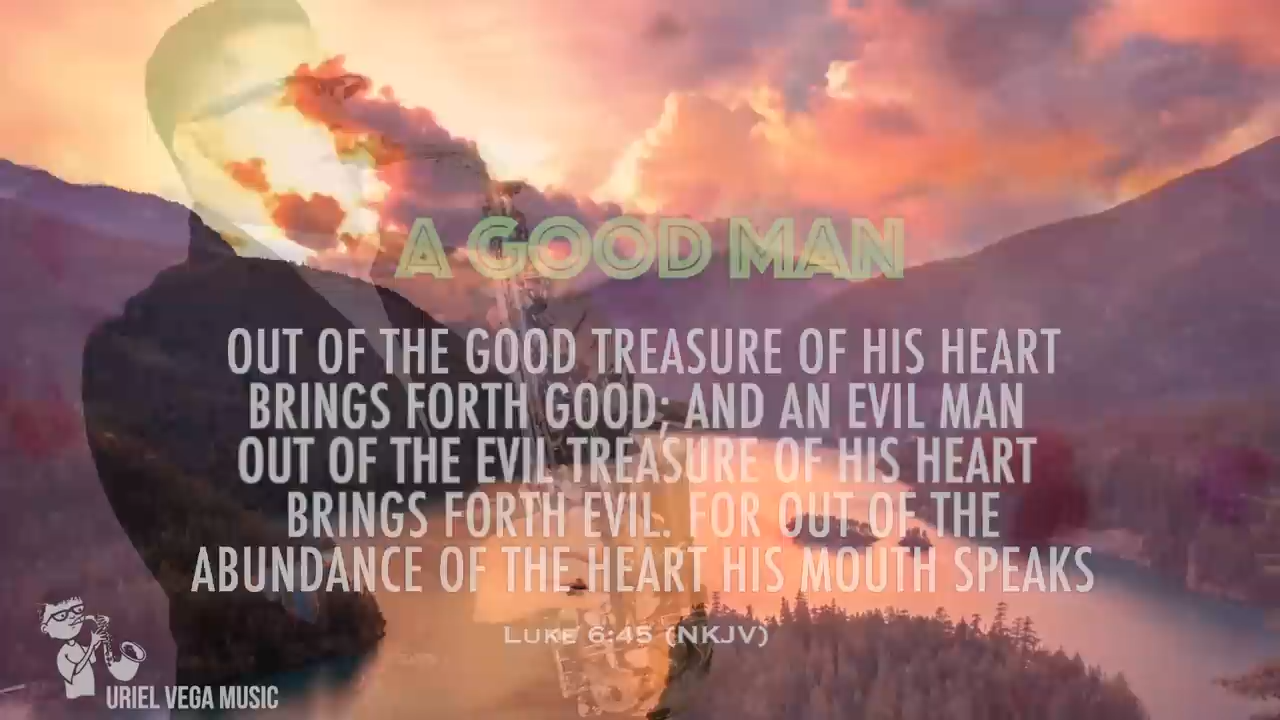 A GOOD MAN
OUT OF THE GOOD TREASURE OF HIS HEART
BRINGS FORTH GOOD; AND AN EVIL MAN
OUT OF THE EVIL TREASURE OF HIS HEART
BRINGS FORTH EVIL. FOR OUT OF THE
ABUNDANCE OF THE HEART HIS MOUTH SPEAKS
Luke 6:45 (NKJV)
URIEL VEGA MUSIC